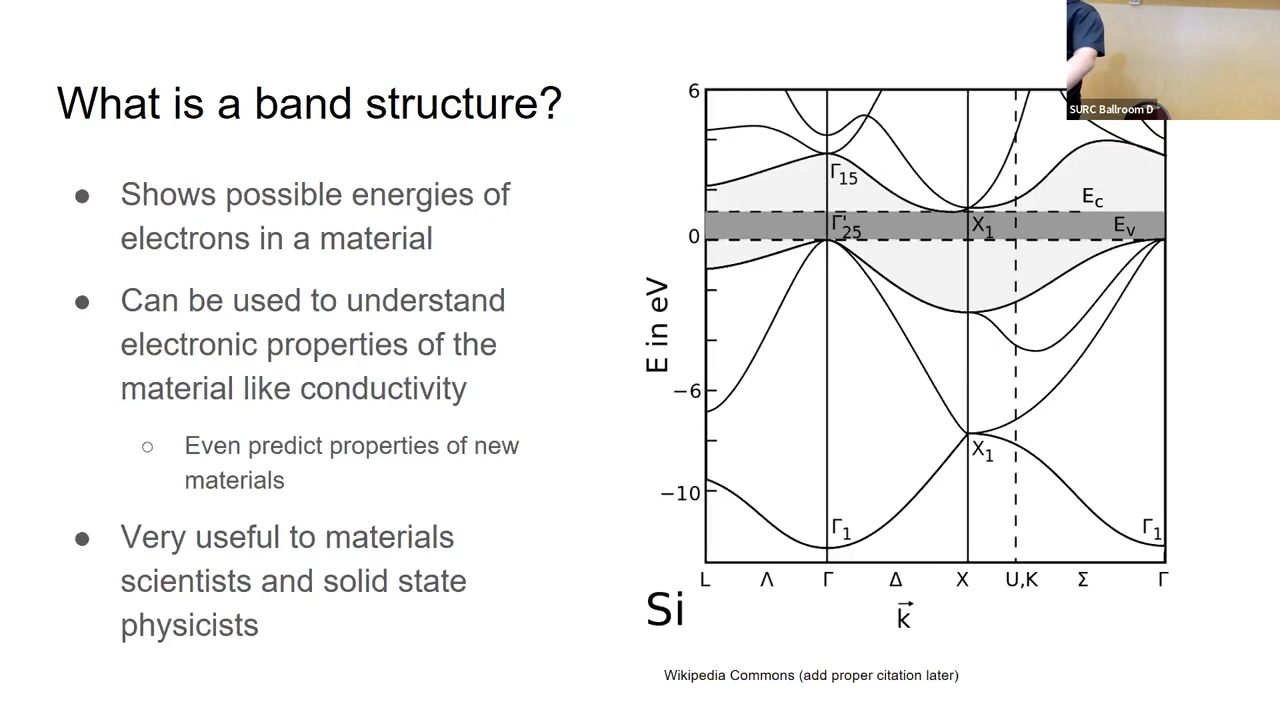 What is a band structure?
● Shows possible energies of
electrons in a material
● Can be used to understand
electronic properties of the
material like conductivity
○ Even predict properties of new
materials
● Very useful to materials
scientists and solid state
physicists
SURC Ballroom D
6
0
−6
−10
E in eV
Γ15
Γ'25
X1
Ec
Ev
X1
Γ1
Γ1
L Λ Γ Δ X U,K Σ Γ
k⃗
Si
Wikipedia Commons (add proper citation later)